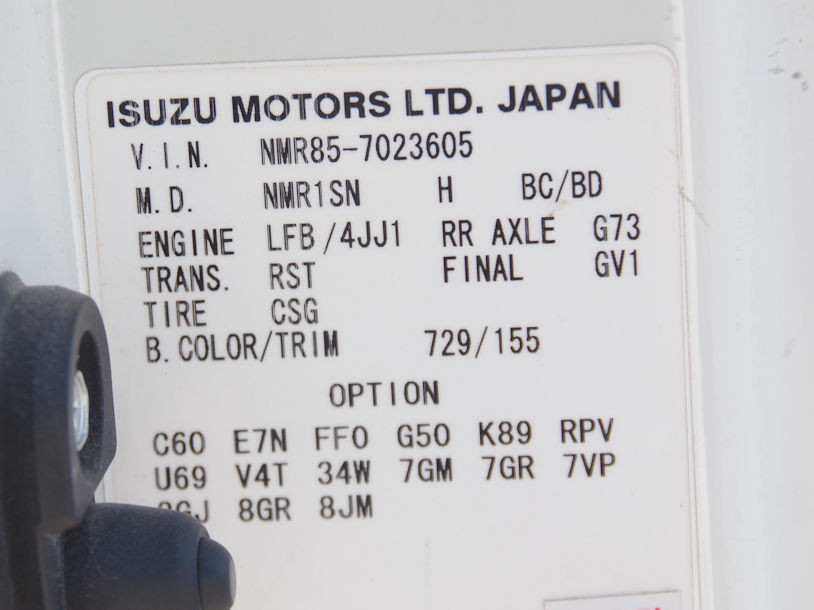 ISUZU MOTORS LTD. JAPAN
V.I.N. NMR85-7023605
M.D. NMR1SN H BC/BD
ENGINE LFB/4JJ1 RR AXLE G73
TRANS. RST FINAL GV1
TIRE CSG
B.COLOR/TRIM 729/155
OPTION
C60 E7N FF0 G50 K89 RPV
U69 V4T 34W 7GM 7GR 7VP
8GR 8JM